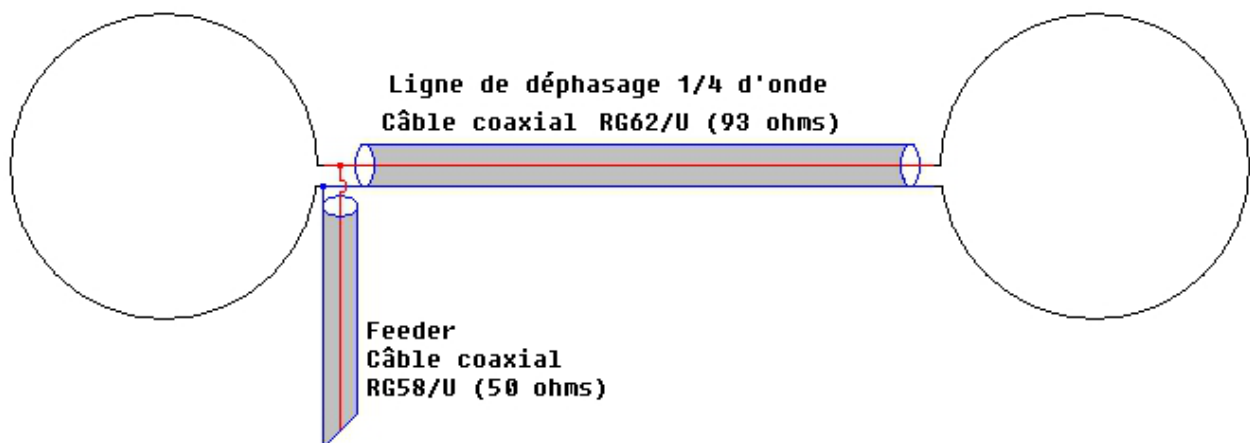 Ligne de déphasage 1/4 d'onde
Câble coaxial RG62/U (93 ohms)
Feeder
Câble coaxial
RG58/U (50 ohms)